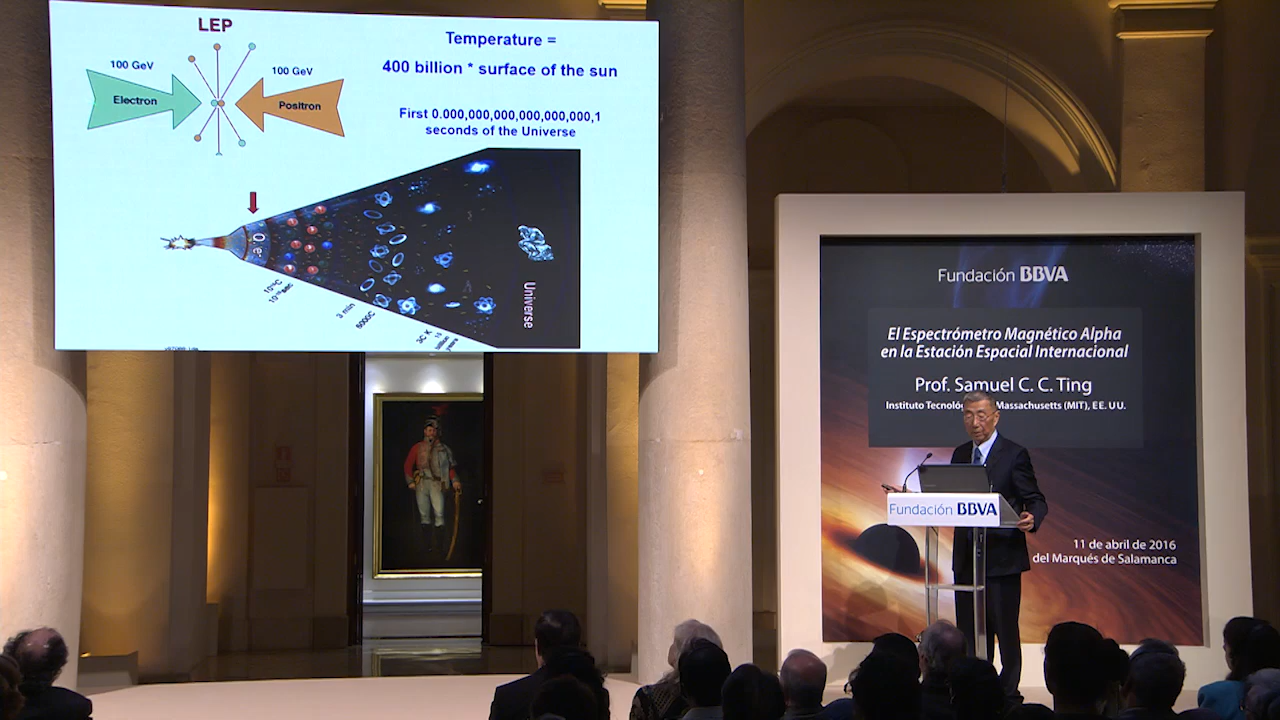 LEP
100 GeV
100 GeV
Electron
Positron
Temperature =
400 billion * surface of the sun
First 0.000,000,000,000,000,000,1
seconds of the Universe
3 min
6000C
3C K
Universe
Fundación BBVA
El Espectrómetro Magnético Alpha
en la Estación Espacial Internacional
Prof. Samuel C. C. Ting
Instituto Massachusetts (MIT), EE. UU.
Fundación BBVA
11 de abril de 2016
del Marqués de Salamanca